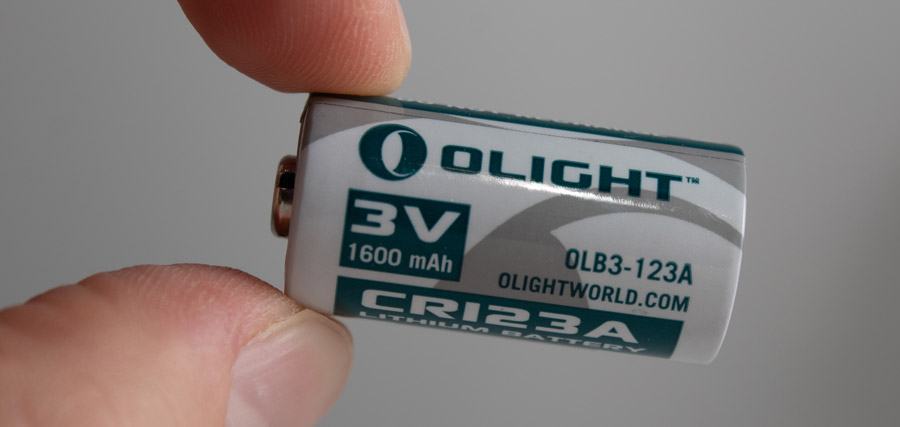 OLIGHT™
3V
1600 mAh
OLB3-123A
OLIGHTWORLD.COM
CR123A
LITHIUM BATTERY